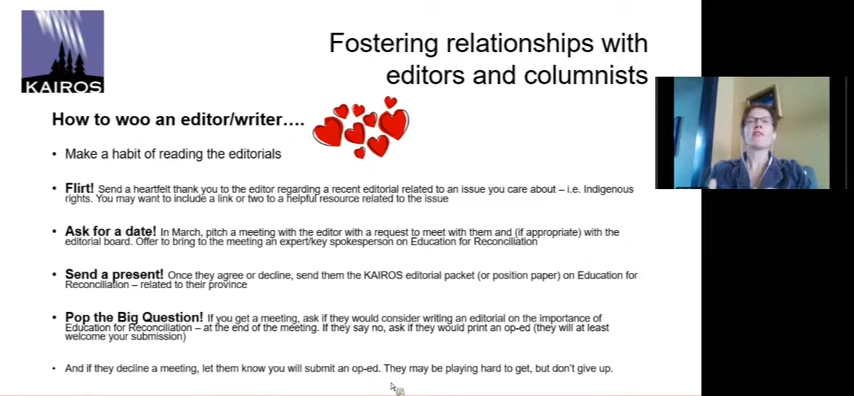 KAIROS
Fostering relationships with
editors and columnists
How to woo an editor/writer….
• Make a habit of reading the editorials
• Flirt! Send a heartfelt thank you to the editor regarding a recent editorial related to an issue you care about – i.e. Indigenous
rights. You may want to include a link or two to a helpful resource related to the issue
• Ask for a date! In March, pitch a meeting with the editor with a request to meet with them and (if appropriate) with the
editorial board. Offer to bring to the meeting an expert/key spokesperson on Education for Reconciliation
• Send a present! Once they agree or decline, send them the KAIROS editorial packet (or position paper) on Education for
Reconciliation – related to their province
• Pop the Big Question! If you get a meeting, ask if they would consider writing an editorial on the importance of
Education for Reconciliation – at the end of the meeting. If they say no, ask if they would print an op-ed (they will at least
welcome your submission)
• And if they decline a meeting, let them know you will submit an op-ed. They may be playing hard to get, but don't give up.